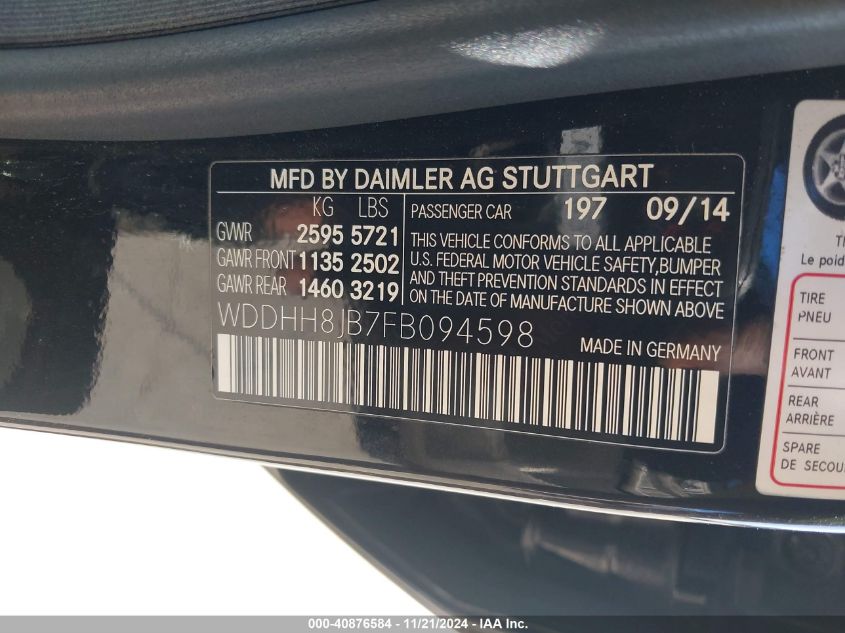 MFD BY DAIMLER AG STUTTGART
KG LBS
GVWR 2595 5721
GAWR FRONT 1135 2502
GAWR REAR 1460 3219
PASSENGER CAR 197 09/14
THIS VEHICLE CONFORMS TO ALL APPLICABLE
U.S. FEDERAL MOTOR VEHICLE SAFETY,BUMPER
AND THEFT PREVENTION STANDARDS IN EFFECT
ON THE DATE OF MANUFACTURE SHOWN ABOVE
WDDHH8JB7FB094598
MADE IN GERMANY
Le poid
TIRE
PNEU
FRONT
AVANT
REAR
ARRIÈRE
SPARE
DE SECOU
000-40876584 - 11/21/2024 - IAA Inc.